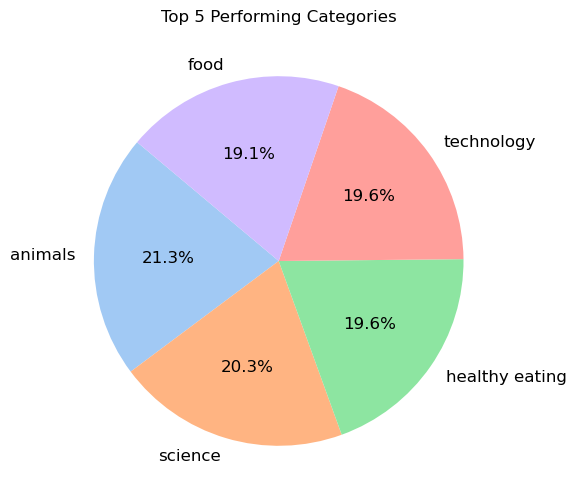 Top 5 Performing Categories
food
technology
19.1%
19.6%
animals
21.3%
19.6%
20.3%
healthy eating
science